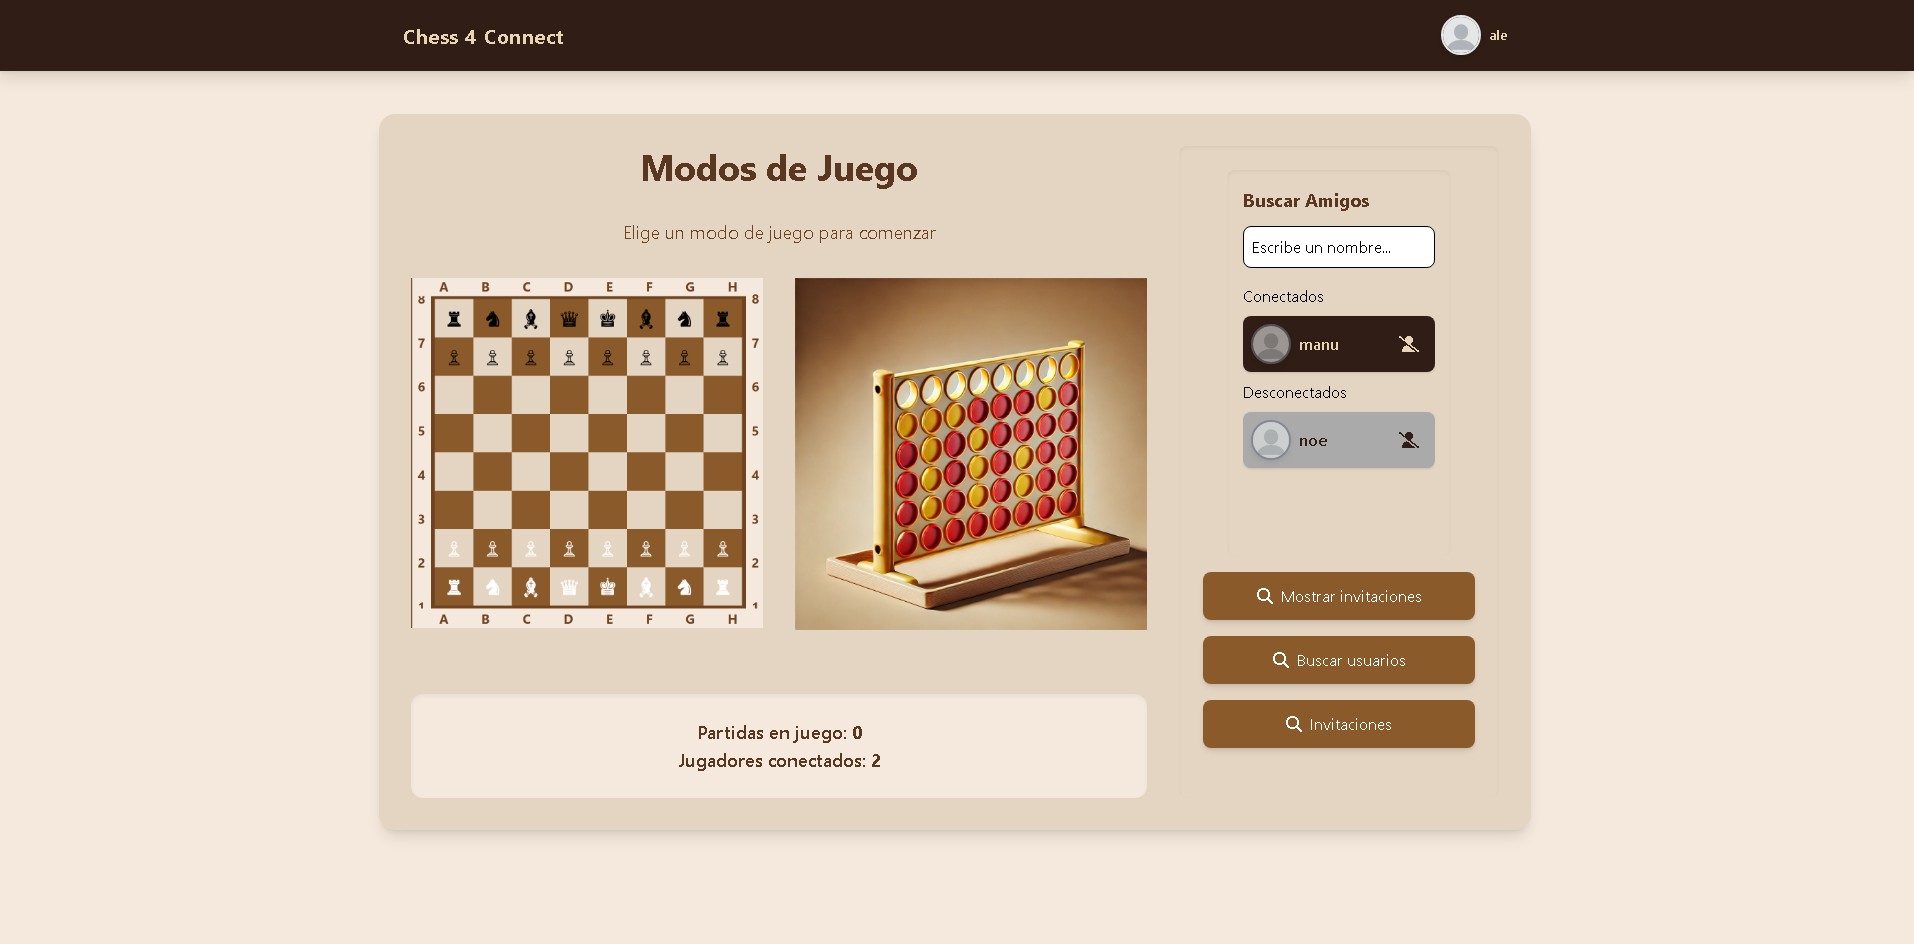 Chess 4 Connect
ale
Modos de Juego
Elige un modo de juego para comenzar
A B C D E F G H
8 8
7 7
6 6
5 5
4 4
3 3
2 2
1 1
A B C D E F G H
Partidas en juego: 0
Jugadores conectados: 2
Buscar Amigos
Escribe un nombre...
Conectados
manu
Desconectados
noe
Mostrar invitaciones
Buscar usuarios
Invitaciones